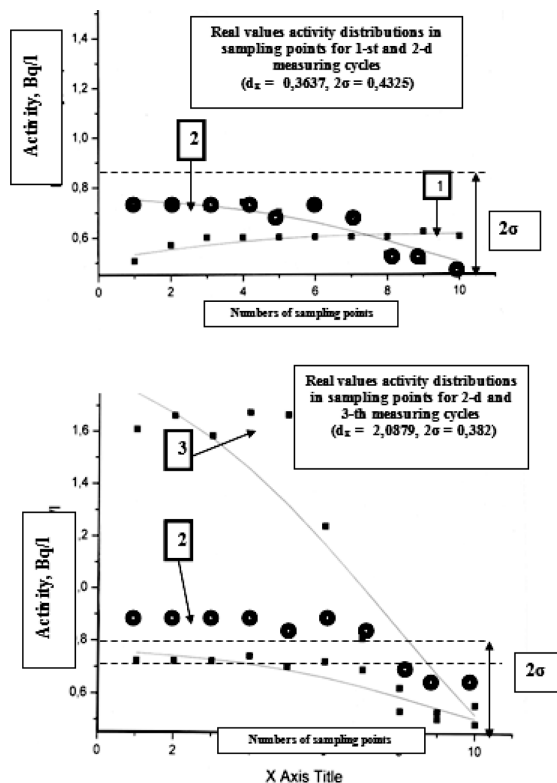 1,4
1,2
1,0
0,8
0,6
Activity, Bq/l
Real values activity distributions in
sampling points for 1-st and 2-d
measuring cycles
(dₓ = 0,3637, 2σ = 0,4325)
2
1
2σ
0
2
4
6
8
10
Numbers of sampling points
Real values activity distributions
in sampling points for 2-d and
3-th measuring cycles
(dₓ = 2,0879, 2σ = 0,382)
1,6
1,2
,8
0,6
Activity, Bq/l
3
2
2σ
0
2
10
Numbers of sampling points
X Axis Title